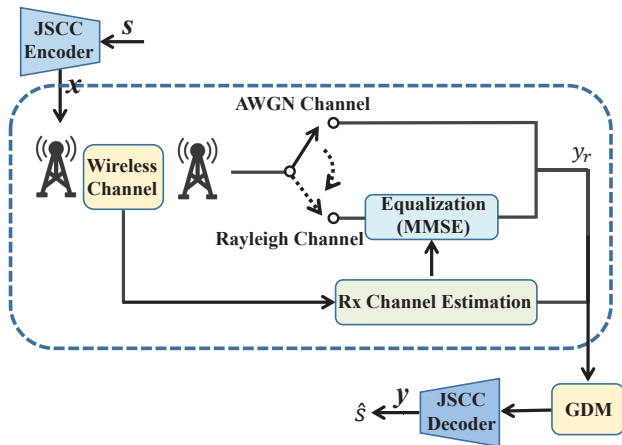 JSCC
Encoder
s
x
AWGN Channel
Wireless
Channel
y_r
Equalization
(MMSE)
Rayleigh Channel
Rx Channel Estimation
ŝ
y
JSCC
Decoder
GDM